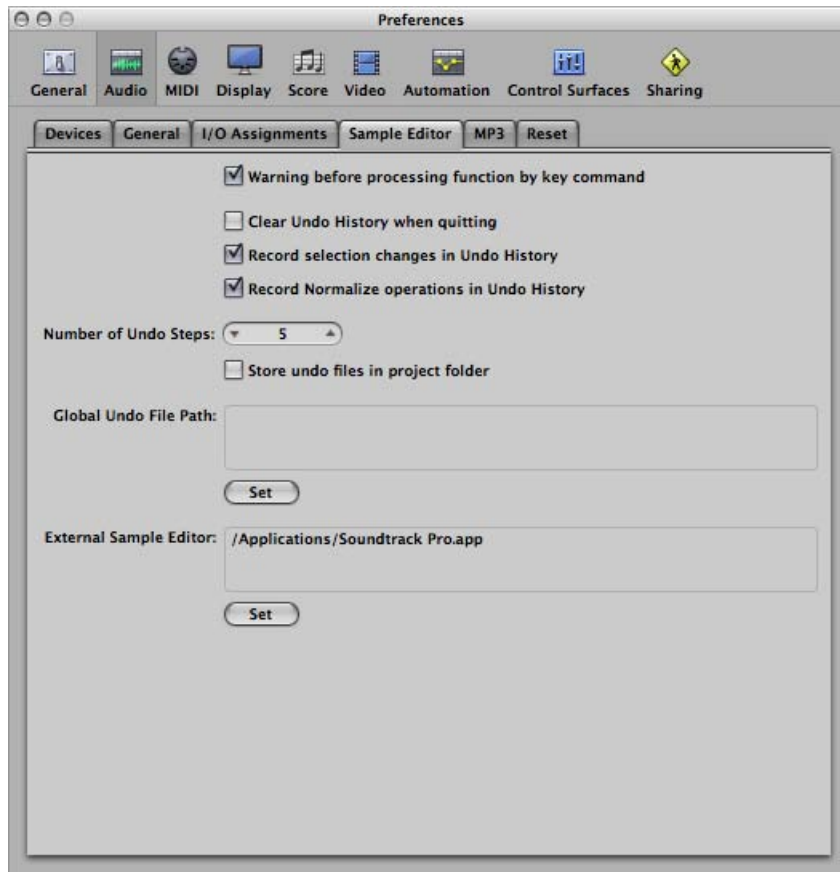 Preferences
General Audio MIDI Display Score Video Automation Control Surfaces Sharing
Devices General I/O Assignments Sample Editor MP3 Reset
Warning before processing function by key command
Clear Undo History when quitting
Record selection changes in Undo History
Record Normalize operations in Undo History
Number of Undo Steps: 5
Store undo files in project folder
Global Undo File Path:
Set
External Sample Editor: /Applications/Soundtrack Pro.app
Set